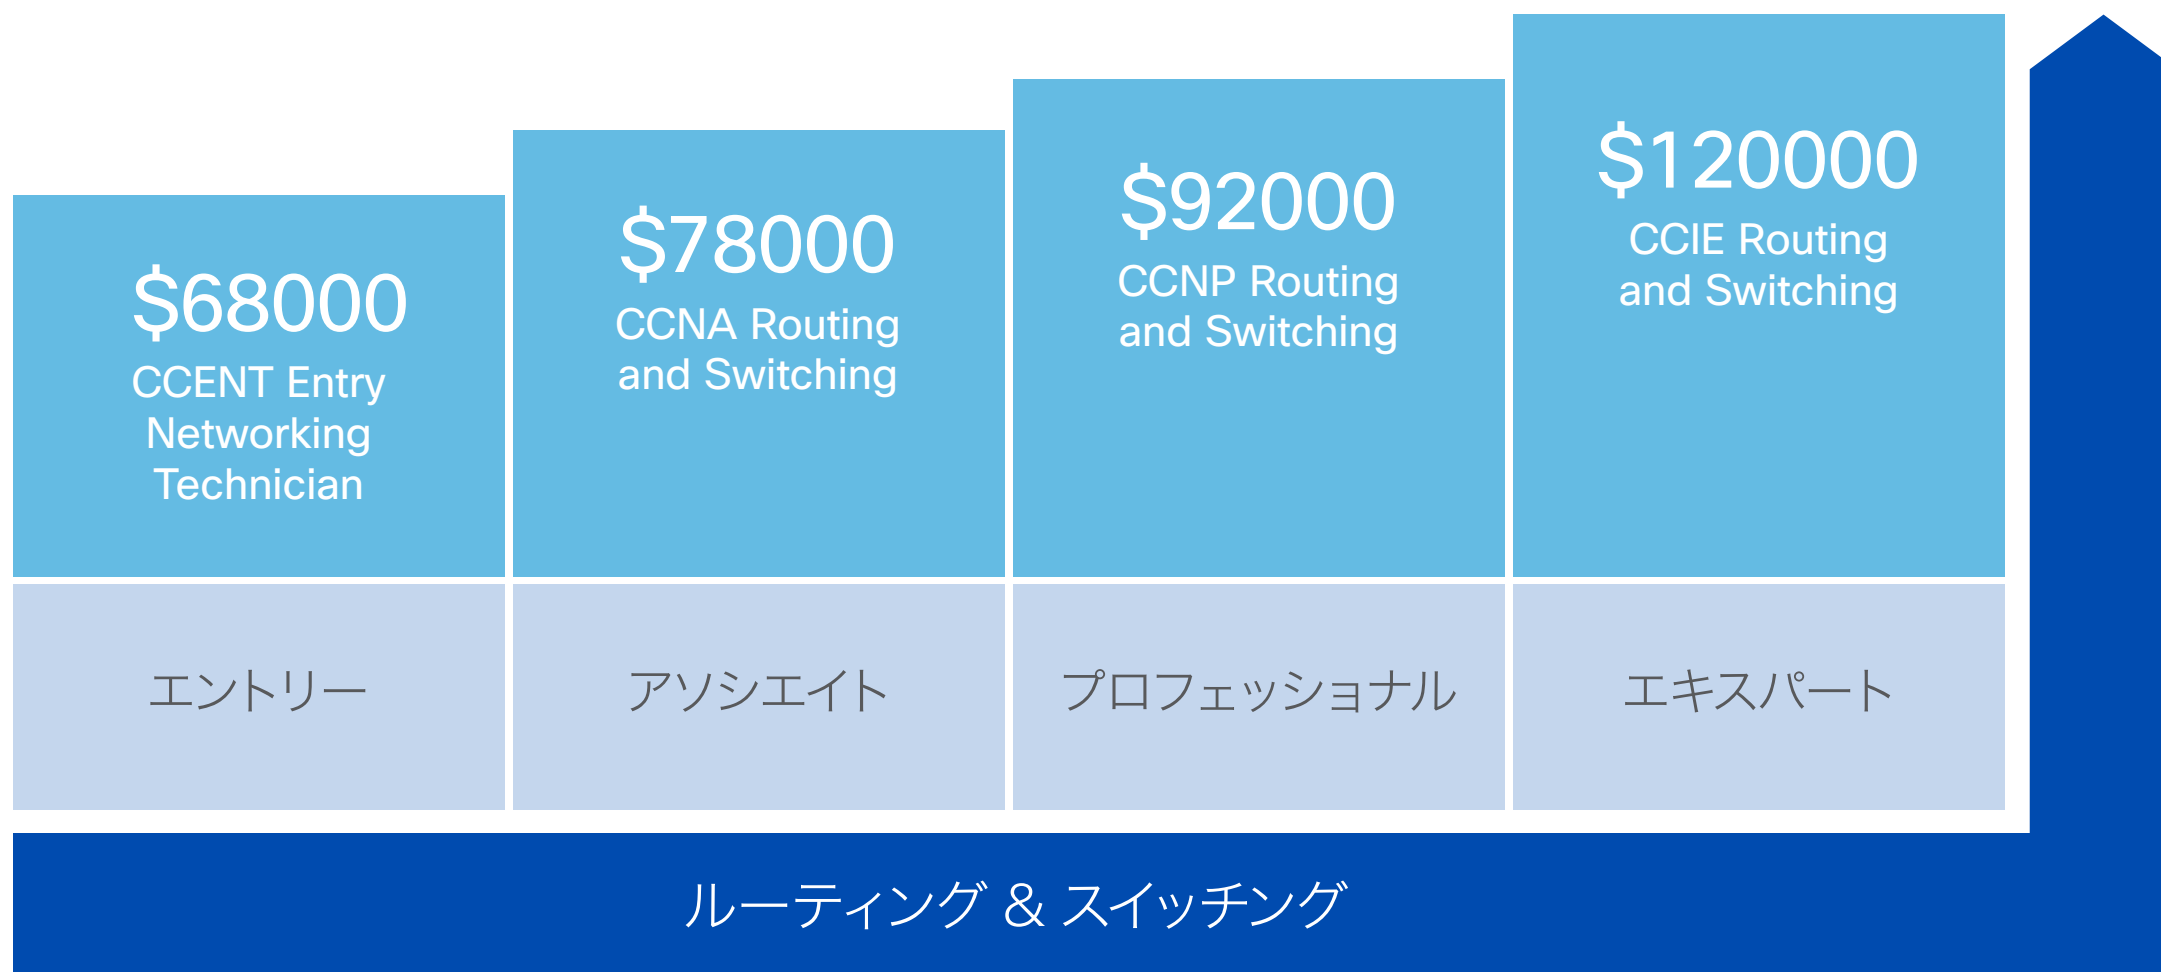 $68000
CCENT Entry
Networking
Technician
$78000
CCNA Routing
and Switching
$92000
CCNP Routing
and Switching
$120000
CCIE Routing
and Switching
エントリー
アソシエイト
プロフェッショナル
エキスパート
ルーティング & スイッチング